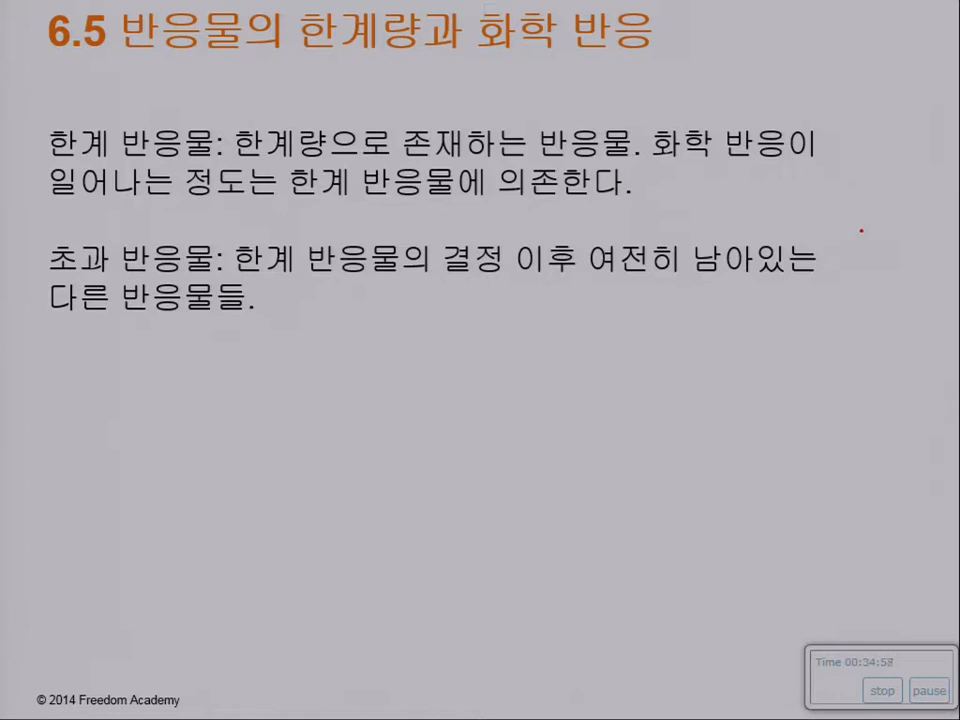 6.5 반응물의 한계량과 화학 반응
한계 반응물: 한계량으로 존재하는 반응물. 화학 반응이
일어나는 정도는 한계 반응물에 의존한다.
초과 반응물: 한계 반응물의 결정 이후 여전히 남아있는
다른 반응물들.
Time 00:34:58
stop pause
© 2014 Freedom Academy